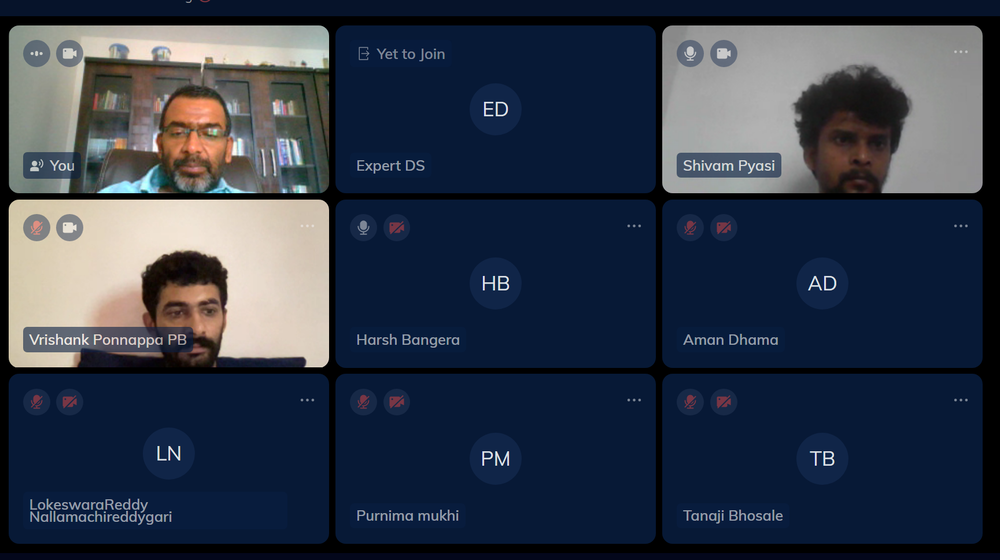 You
Yet to Join
ED
Expert DS
Shivam Pyasi
Vrishank Ponnappa PB
HB
Harsh Bangera
AD
Aman Dhama
LN
LokeswaraReddy
Nallamachireddygari
PM
Purnima mukhi
TB
Tanaji Bhosale